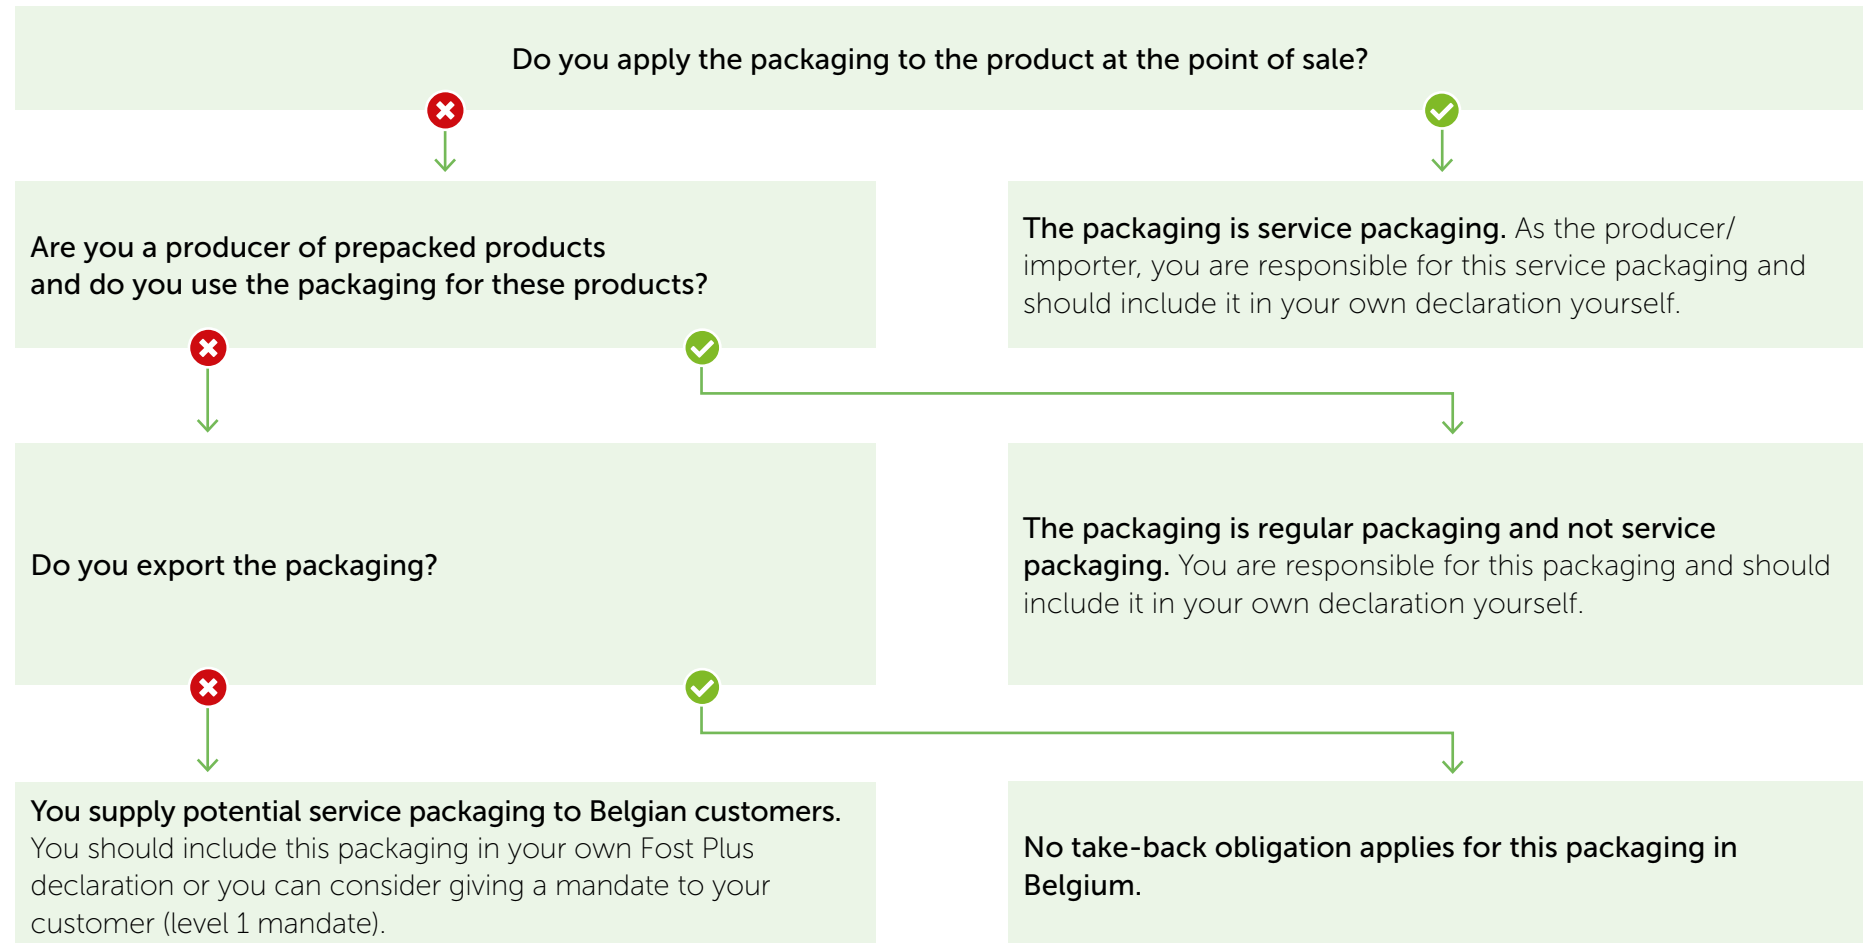 Do you apply the packaging to the product at the point of sale?
Are you a producer of prepacked products
and do you use the packaging for these products?
The packaging is service packaging. As the producer/
importer, you are responsible for this service packaging and
should include it in your own declaration yourself.
Do you export the packaging?
The packaging is regular packaging and not service
packaging. You are responsible for this packaging and should
include it in your own declaration yourself.
You supply potential service packaging to Belgian customers.
You should include this packaging in your own Fost Plus
declaration or you can consider giving a mandate to your
customer (level 1 mandate).
No take-back obligation applies for this packaging in
Belgium.